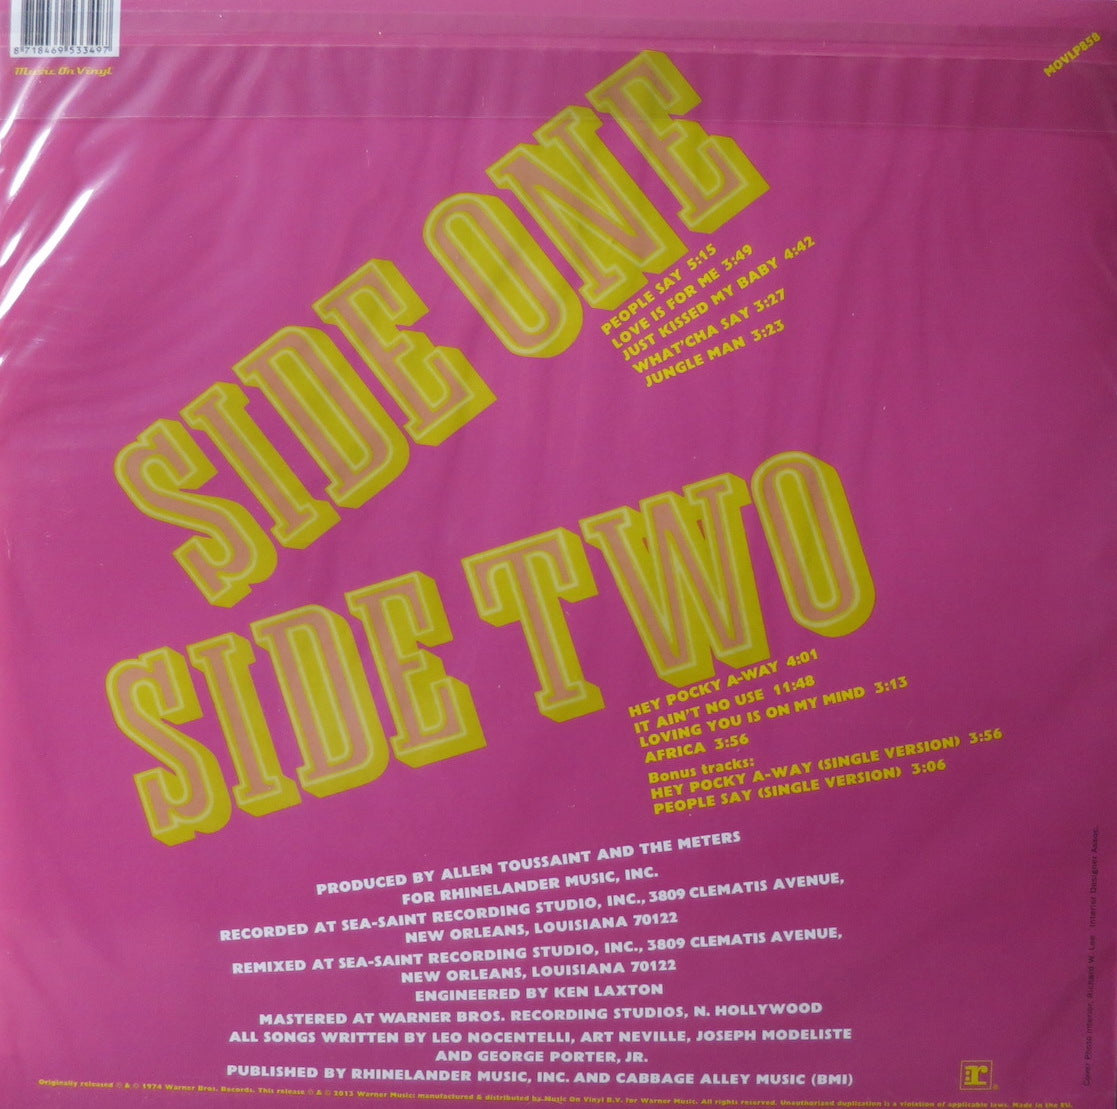 8 718469 533497
Music On Vinyl
MOVLP858
SIDE ONE
PEOPLE SAY 5:15
LOVE IS FOR ME 3:49
JUST KISSED MY BABY 4:42
WHAT'CHA SAY 3:27
JUNGLE MAN 3:23
SIDE TWO
HEY POCKY A-WAY 4:01
IT AIN'T NO USE 11:48
LOVING YOU IS ON MY MIND 3:13
AFRICA 3:56
Bonus tracks:
HEY POCKY A-WAY (SINGLE VERSION) 3:56
PEOPLE SAY (SINGLE VERSION) 3:06
PRODUCED BY ALLEN TOUSSAINT AND THE METERS
FOR RHINELANDER MUSIC, INC.
RECORDED AT SEA-SAINT RECORDING STUDIO, INC., 3809 CLEMATIS AVENUE,
NEW ORLEANS, LOUISIANA 70122
REMIXED AT SEA-SAINT RECORDING STUDIO, INC., 3809 CLEMATIS AVENUE,
NEW ORLEANS, LOUISIANA 70122
ENGINEERED BY KEN LAXTON
MASTERED AT WARNER BROS. RECORDING STUDIOS, N. HOLLYWOOD
ALL SONGS WRITTEN BY LEO NOCENTELLI, ART NEVILLE, JOSEPH MODELISTE
AND GEORGE PORTER, JR.
PUBLISHED BY RHINELANDER MUSIC, INC. AND CABBAGE ALLEY MUSIC (BMI)
Originally released ℗ & © 1974 Warner Bros. Records. This release ℗ & © 2013 Warner Music: manufactured & distributed by Music On Vinyl B.V. for Warner Music. All rights reserved. Unauthorized duplication is a violation of applicable laws. Made in the EU.
r
Cover Photo Interior: Richard W. Lee Interior Designer Assoc.